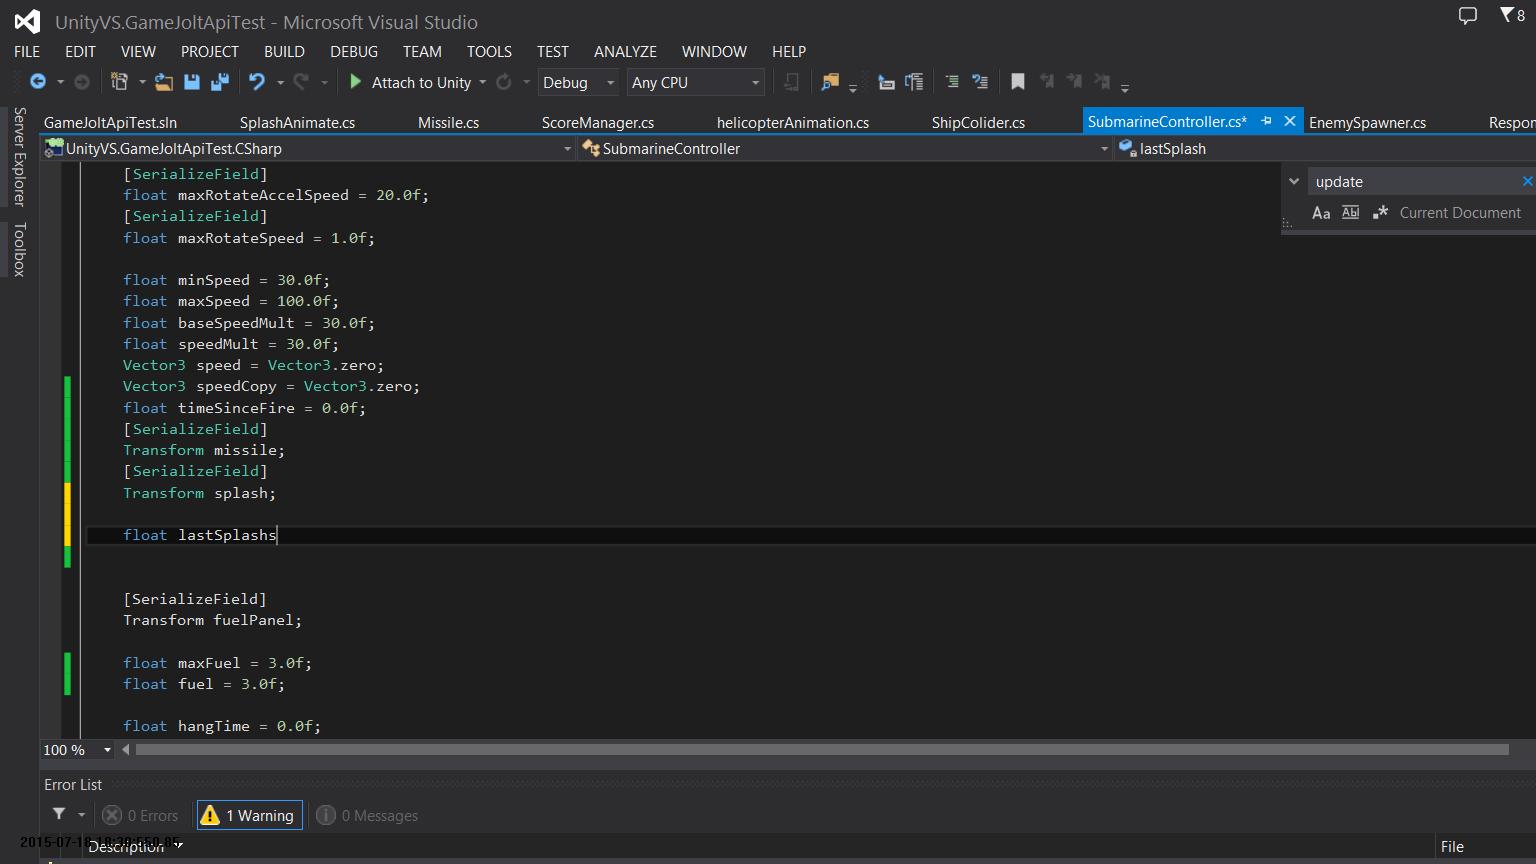 UnityVS.GameJoltApiTest - Microsoft Visual Studio
8
FILE EDIT VIEW PROJECT BUILD DEBUG TEAM TOOLS TEST ANALYZE WINDOW HELP
Attach to Unity Debug Any CPU
Server Explorer
Toolbox
GameJoltApiTest.sln SplashAnimate.cs Missile.cs ScoreManager.cs helicopterAnimation.cs ShipColider.cs SubmarineController.cs* EnemySpawner.cs Respon
UnityVS.GameJoltApiTest.CSharp SubmarineController lastSplash
update
Aa Abl .* Current Document
[SerializeField]
float maxRotateAccelSpeed = 20.0f;
[SerializeField]
float maxRotateSpeed = 1.0f;
float minSpeed = 30.0f;
float maxSpeed = 100.0f;
float baseSpeedMult = 30.0f;
float speedMult = 30.0f;
Vector3 speed = Vector3.zero;
Vector3 speedCopy = Vector3.zero;
float timeSinceFire = 0.0f;
[SerializeField]
Transform missile;
[SerializeField]
Transform splash;
float lastSplashs
[SerializeField]
Transform fuelPanel;
float maxFuel = 3.0f;
float fuel = 3.0f;
float hangTime = 0.0f;
100 %
Error List
0 Errors 1 Warning 0 Messages
Description File